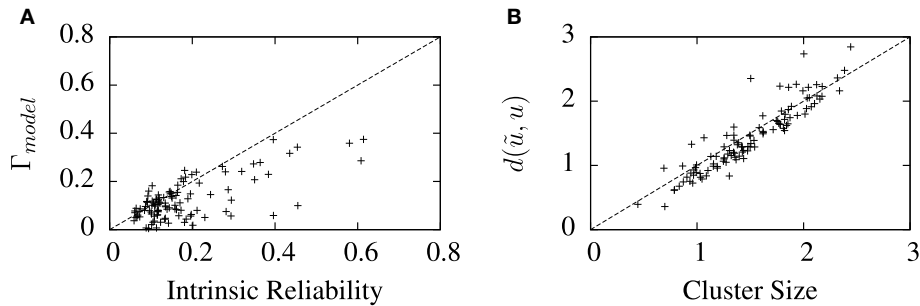 A
B
0.8
0.6
0.4
0.2
0
Γmodel
0 0.2 0.4 0.6 0.8
Intrinsic Reliability
3
2
1
0
d(ũ, u)
0 1 2 3
Cluster Size